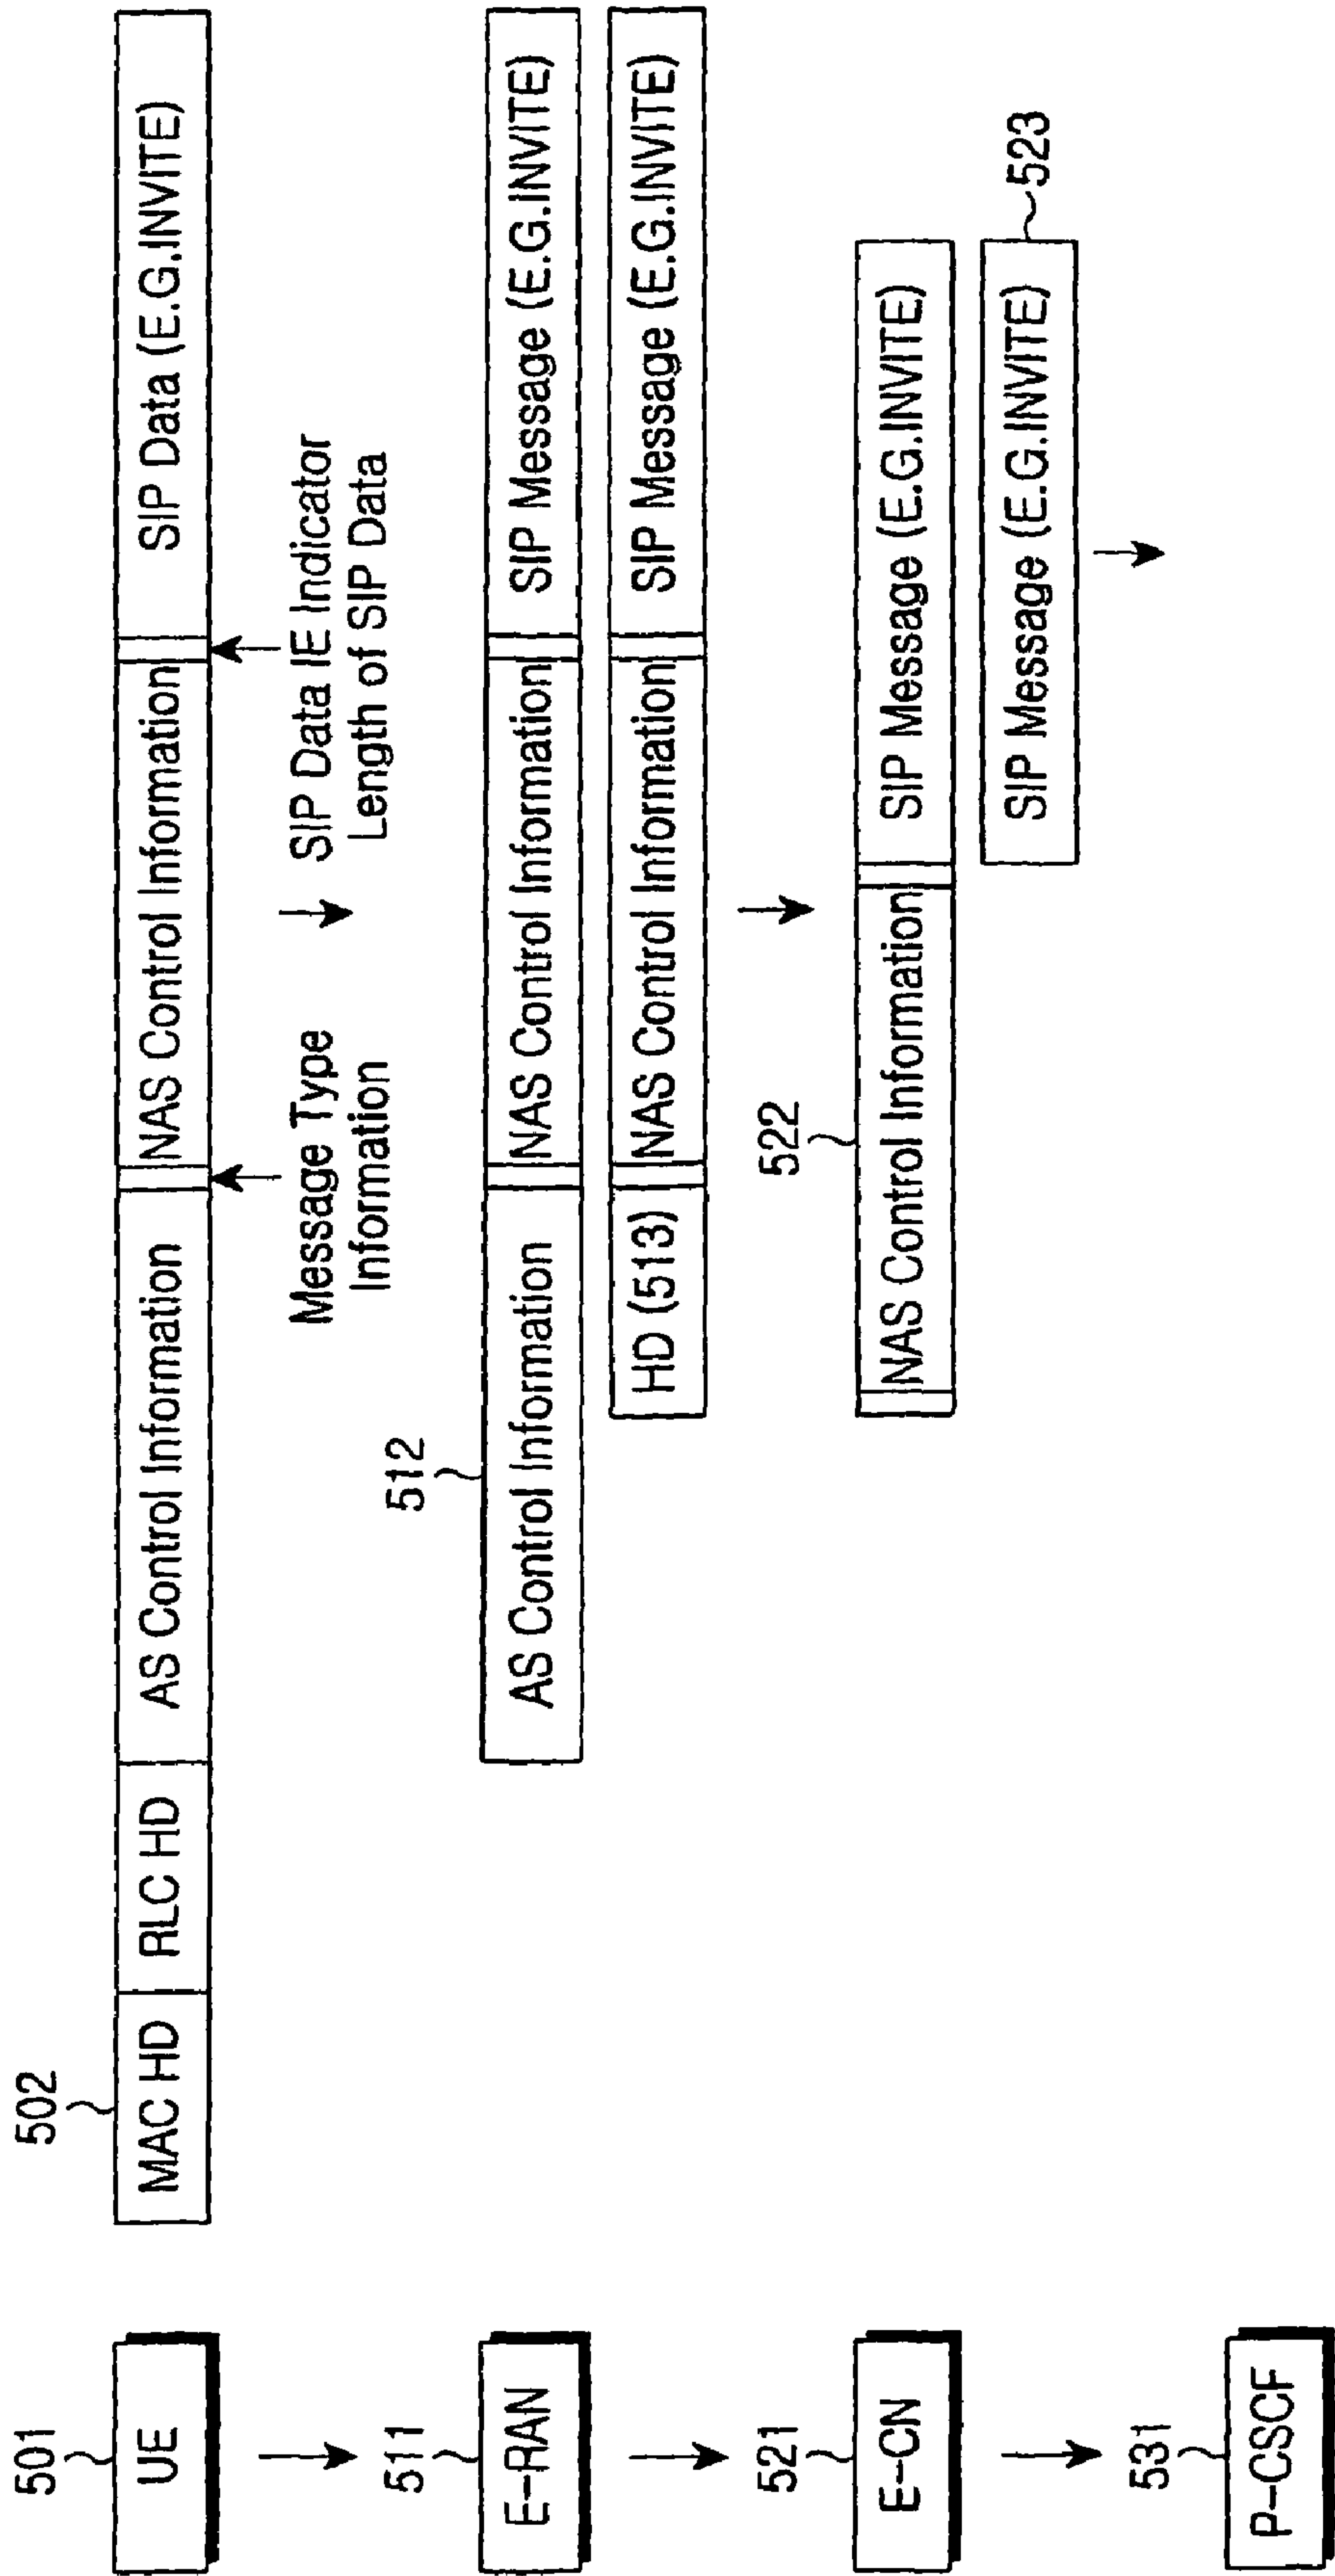 501
UE
502
MAC HD
RLC HD
AS Control Information
NAS Control Information
SIP Data (E.G.INVITE)
Message Type
Information
SIP Data IE Indicator
Length of SIP Data
511
E-RAN
512
AS Control Information
NAS Control Information
SIP Message (E.G.INVITE)
HD (513)
NAS Control Information
SIP Message (E.G.INVITE)
521
E-CN
522
NAS Control Information
SIP Message (E.G.INVITE)
SIP Message (E.G.INVITE)
523
531
P-CSCF